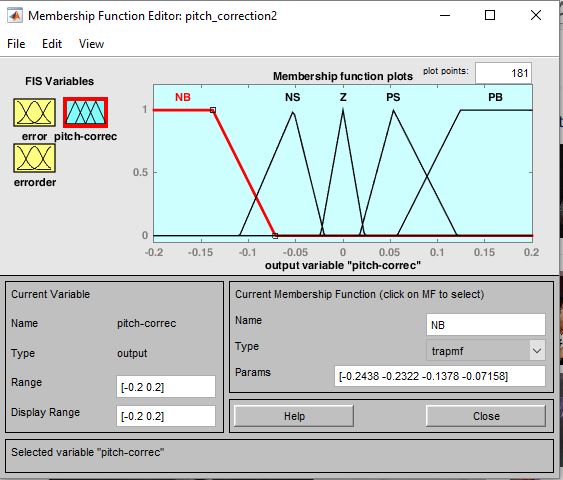 Membership Function Editor: pitch_correction2
File Edit View
FIS Variables
error
pitch-correc
errorder
Membership function plots
plot points:
181
NB NS Z PS PB
1
0.5
0
-0.2 -0.15 -0.1 -0.05 0 0.05 0.1 0.15 0.2
output variable "pitch-correc"
Current Variable
Name pitch-correc
Type output
Range [-0.2 0.2]
Display Range [-0.2 0.2]
Current Membership Function (click on MF to select)
Name NB
Type trapmf
Params [-0.2438 -0.2322 -0.1378 -0.07158]
Help Close
Selected variable "pitch-correc"